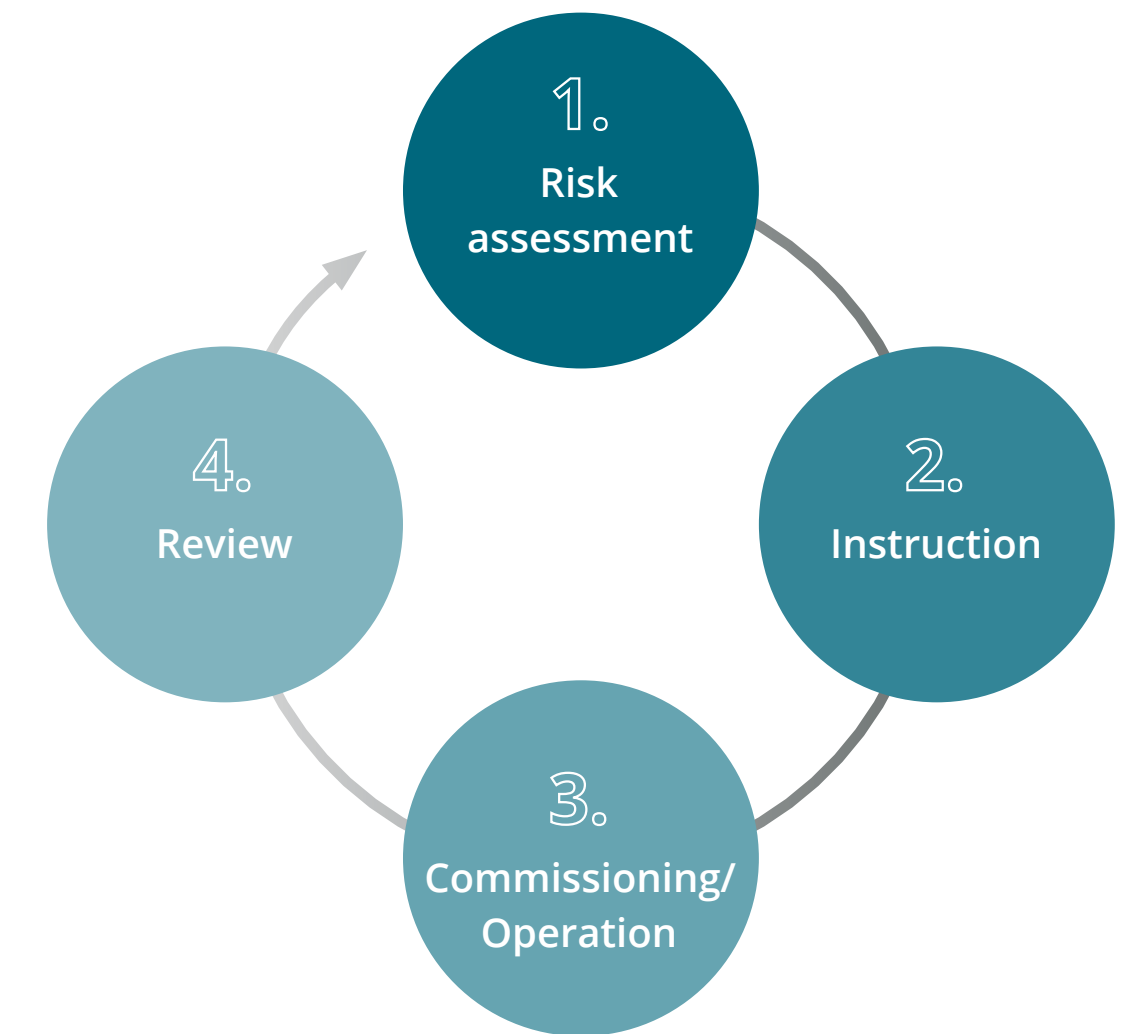 1.
Risk
assessment
2.
Instruction
3.
Commissioning/
Operation
4.
Review